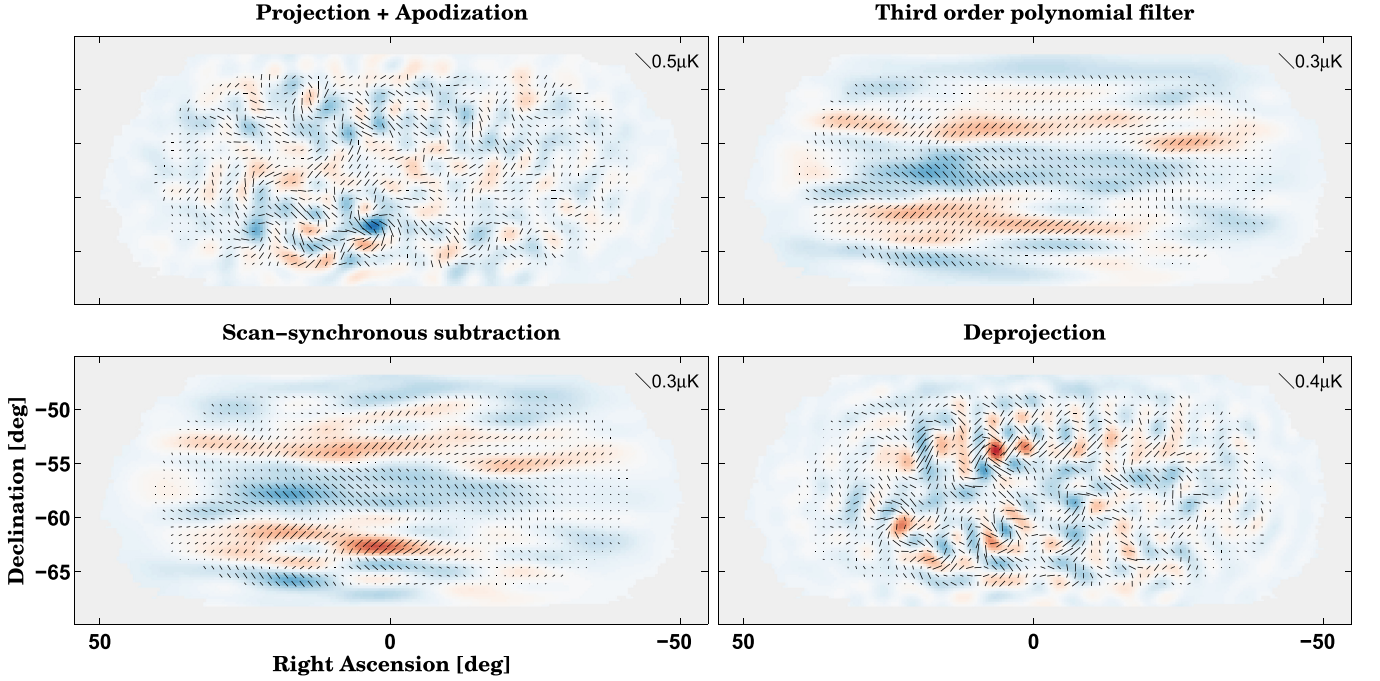 Projection + Apodization
Third order polynomial filter
0.5μK
0.3μK
Scan−synchronous subtraction
Deprojection
0.3μK
0.4μK
Declination [deg]
−50
−55
−60
−65
50
0
−50
50
0
−50
Right Ascension [deg]